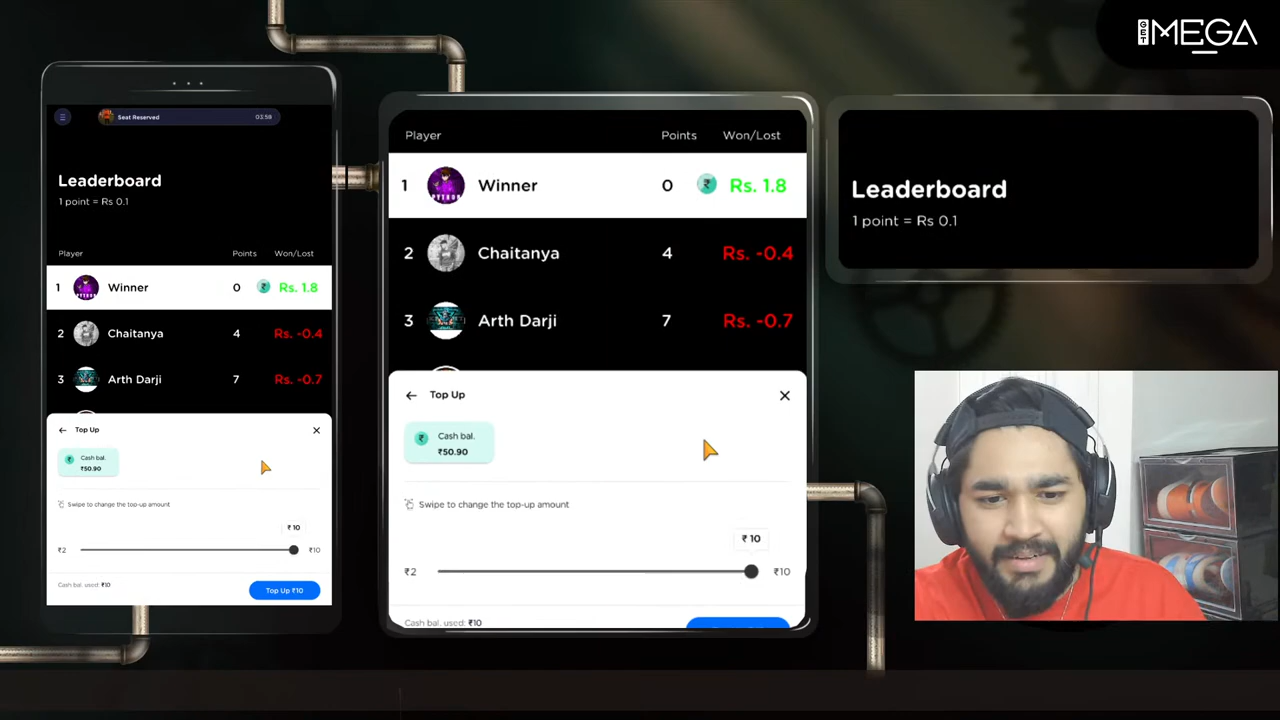 GET MEGA
Seat Reserved 03:58
Leaderboard
1 point = Rs 0.1
Player Points Won/Lost
1 Winner 0 ₹ Rs. 1.8
2 Chaitanya 4 Rs. -0.4
3 Arth Darji 7 Rs. -0.7
← Top Up ×
₹ Cash bal.
₹50.90
Swipe to change the top-up amount
₹ 10
₹2 ₹10
Cash bal. used: ₹10 Top Up ₹10
Player Points Won/Lost
1 PYTHON Winner 0 ₹ Rs. 1.8
2 Chaitanya 4 Rs. -0.4
3 Arth Darji 7 Rs. -0.7
← Top Up ×
₹ Cash bal.
₹50.90
Swipe to change the top-up amount
₹ 10
₹2 ₹10
Cash bal. used: ₹10
Leaderboard
1 point = Rs 0.1